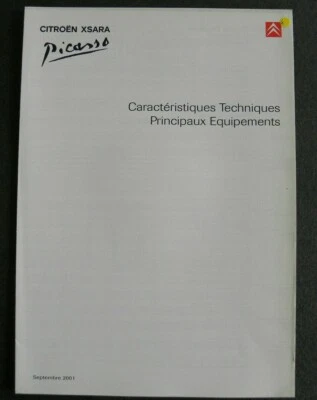 CITROËN XSARA
Picasso
Caractéristiques Techniques
Principaux Equipements
Septembre 2001